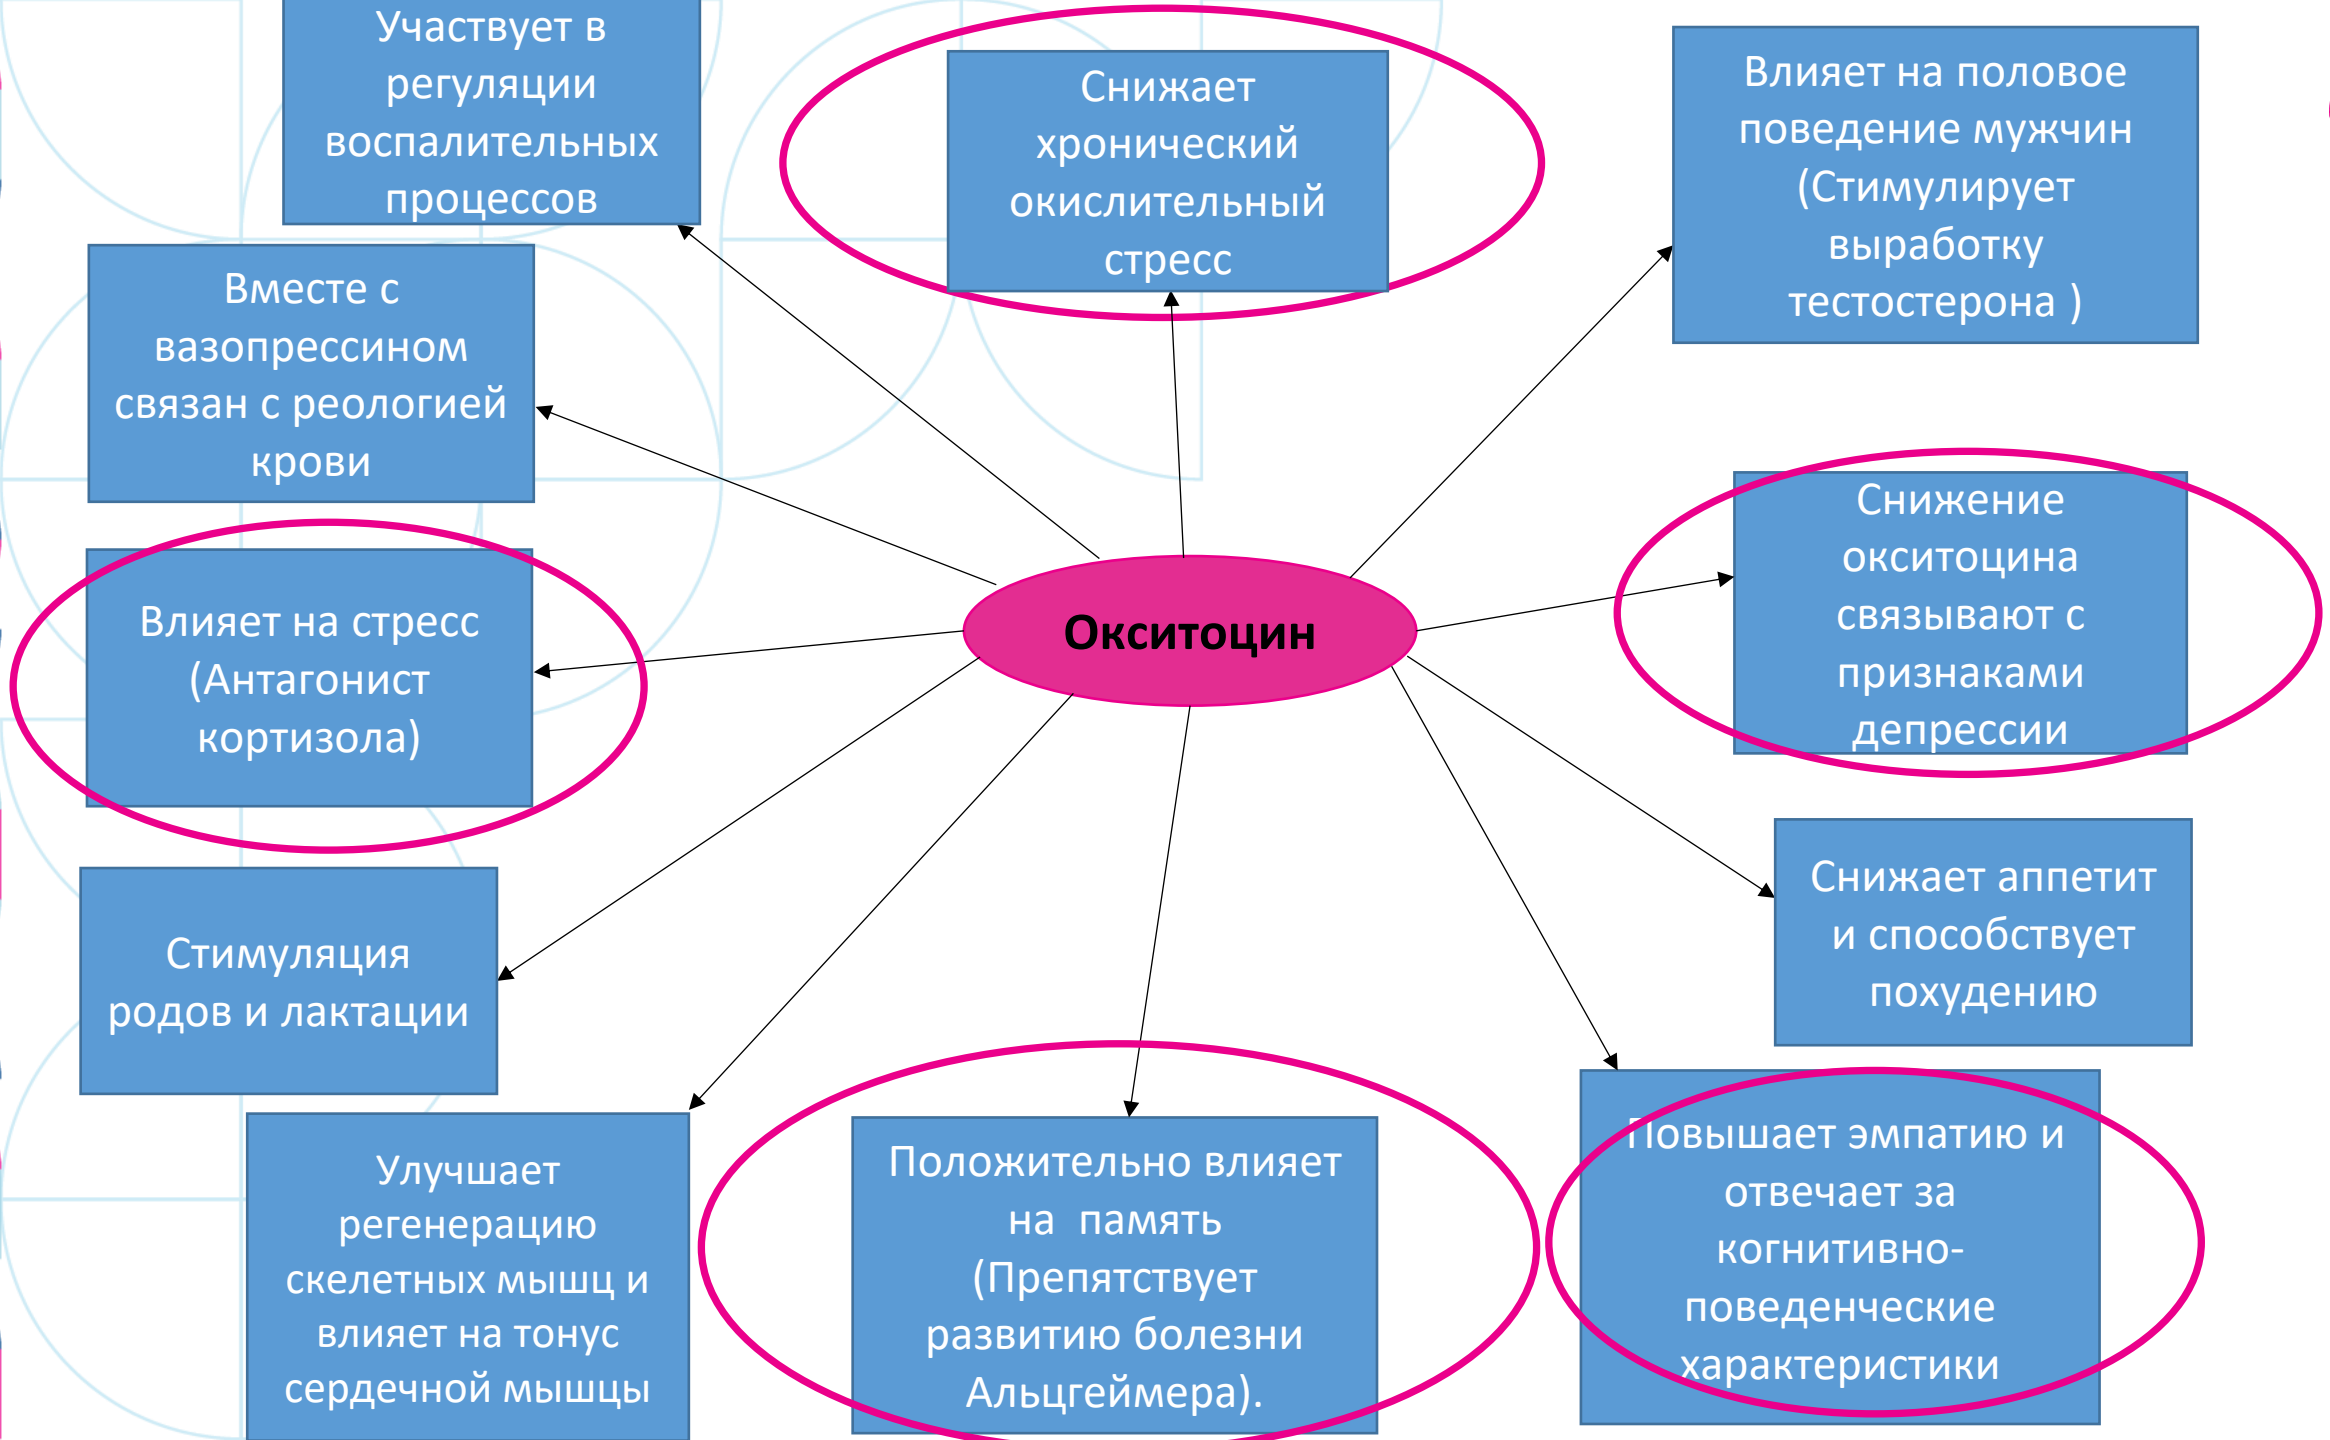 Участвует в
регуляции
воспалительных
процессов
Снижает
хронический
окислительный
стресс
Влияет на половое
поведение мужчин
(Стимулирует
выработку
тестостерона )
Вместе с
вазопрессином
связан с реологией
крови
Снижение
окситоцина
связывают с
признаками
депрессии
Влияет на стресс
(Антагонист
кортизола)
Окситоцин
Снижает аппетит
и способствует
похудению
Стимуляция
родов и лактации
Улучшает
регенерацию
скелетных мышц и
влияет на тонус
сердечной мышцы
Положительно влияет
на  память
(Препятствует
развитию болезни
Альцгеймера).
Повышает эмпатию и
отвечает за
когнитивно-
поведенческие
характеристики